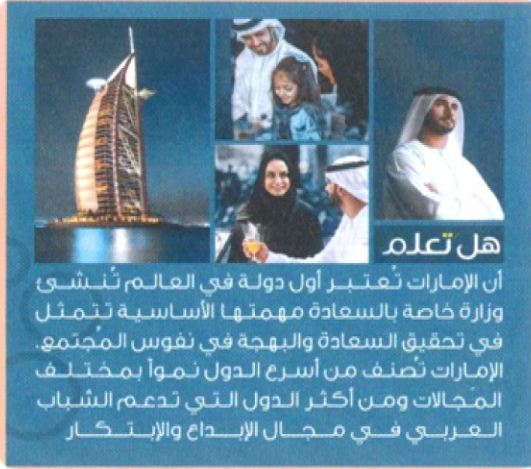 هل تعلم
أن الإمارات تُعتبر أول دولة في العالم تُنشئ
وزارة خاصة بالسعادة مهمتها الأساسية تتمثل
في تحقيق السعادة والبهجة في نفوس المُجتمع.
الإمارات تُصنف من أسرع الدول نمواً بمختلف
المَجالات ومن أكثر الدول التي تدعم الشباب
العربي في مجال الإبداع والإبتكار